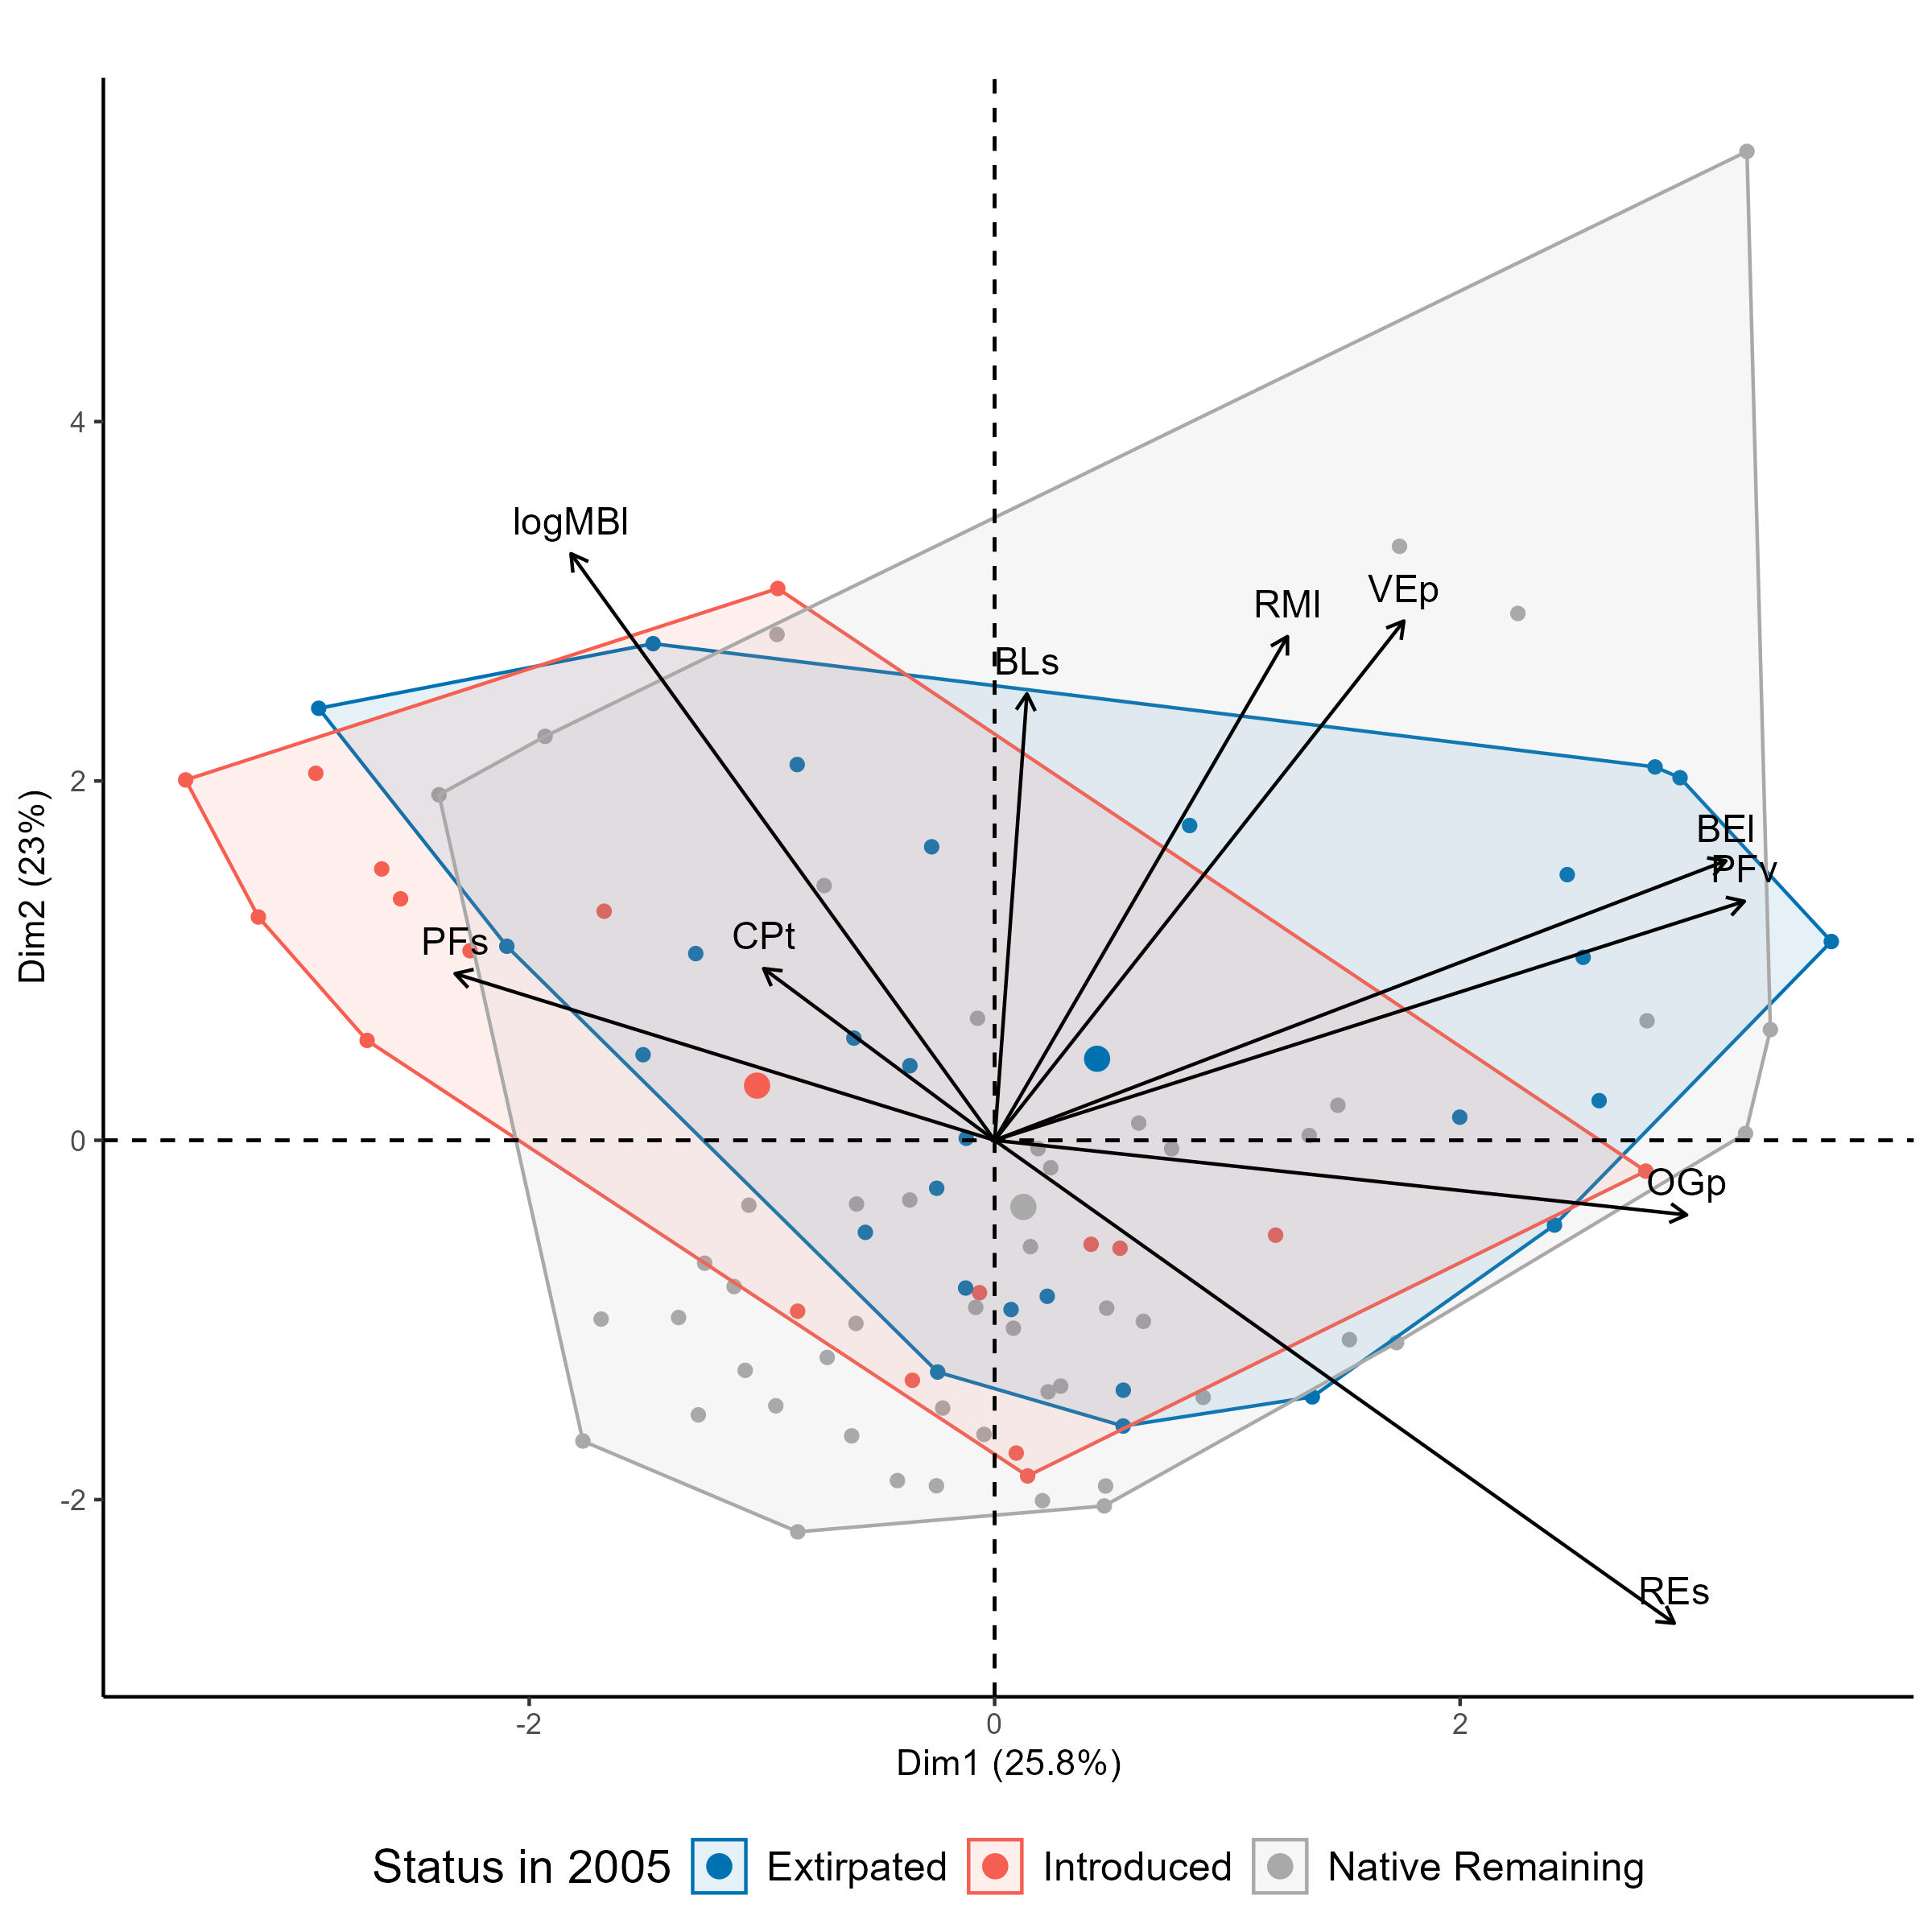 logMBl
VEp
RMl
BLs
BEl
PFv
CPt
PFs
OGp
REs
4
2
0
-2
Dim2 (23%)
-2
0
2
Dim1 (25.8%)
Status in 2005 Extirpated Introduced Native Remaining